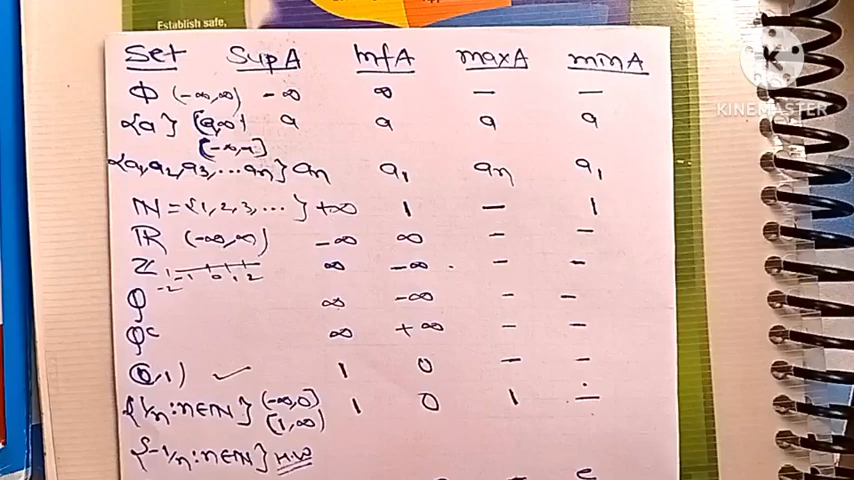 Establish safe,
Set SupA InfA maxA minA
Φ (-∞,∞) -∞ ∞ — —
{a} [a,∞) a a a a
(-∞,a]
{a₁,a₂,a₃,...aₙ} aₙ a₁ aₙ a₁
ℕ = {1,2,3,...} +∞ 1 — 1
ℝ (-∞,∞) -∞ ∞ - -
ℤ -2 -1 0 1 2 ∞ -∞ - -
Q ∞ -∞ - -
Qᶜ ∞ +∞ - -
(0,1) ✓ 1 0 - -
{1/n : n∈ℕ} (-∞,0] 1 0 1 —
[1,∞)
{-1/n : n∈ℕ} H.W
K
KINEMASTER